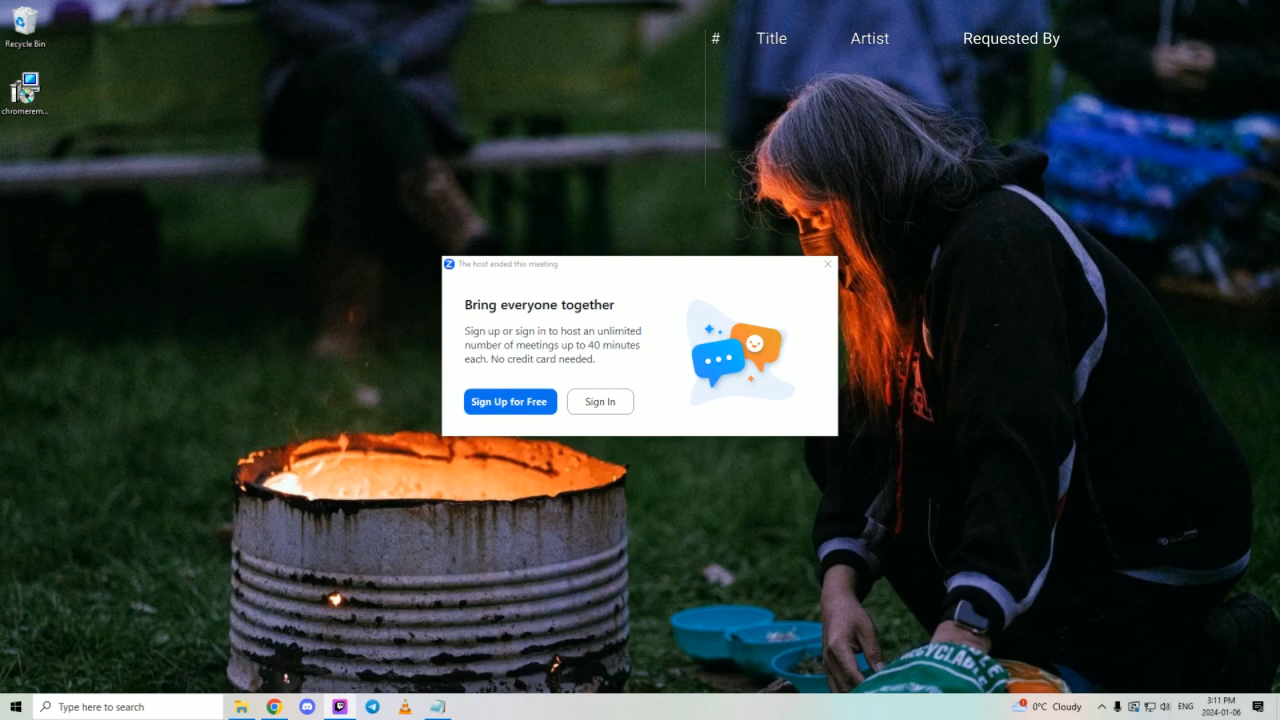 Recycle Bin
chromerem...
# Title Artist Requested By
The host ended this meeting
Bring everyone together
Sign up or sign in to host an unlimited
number of meetings up to 40 minutes
each. No credit card needed.
Sign Up for Free
Sign In
RECYCLABLE
Type here to search
0°C Cloudy
ENG
3:11 PM
2024-01-06